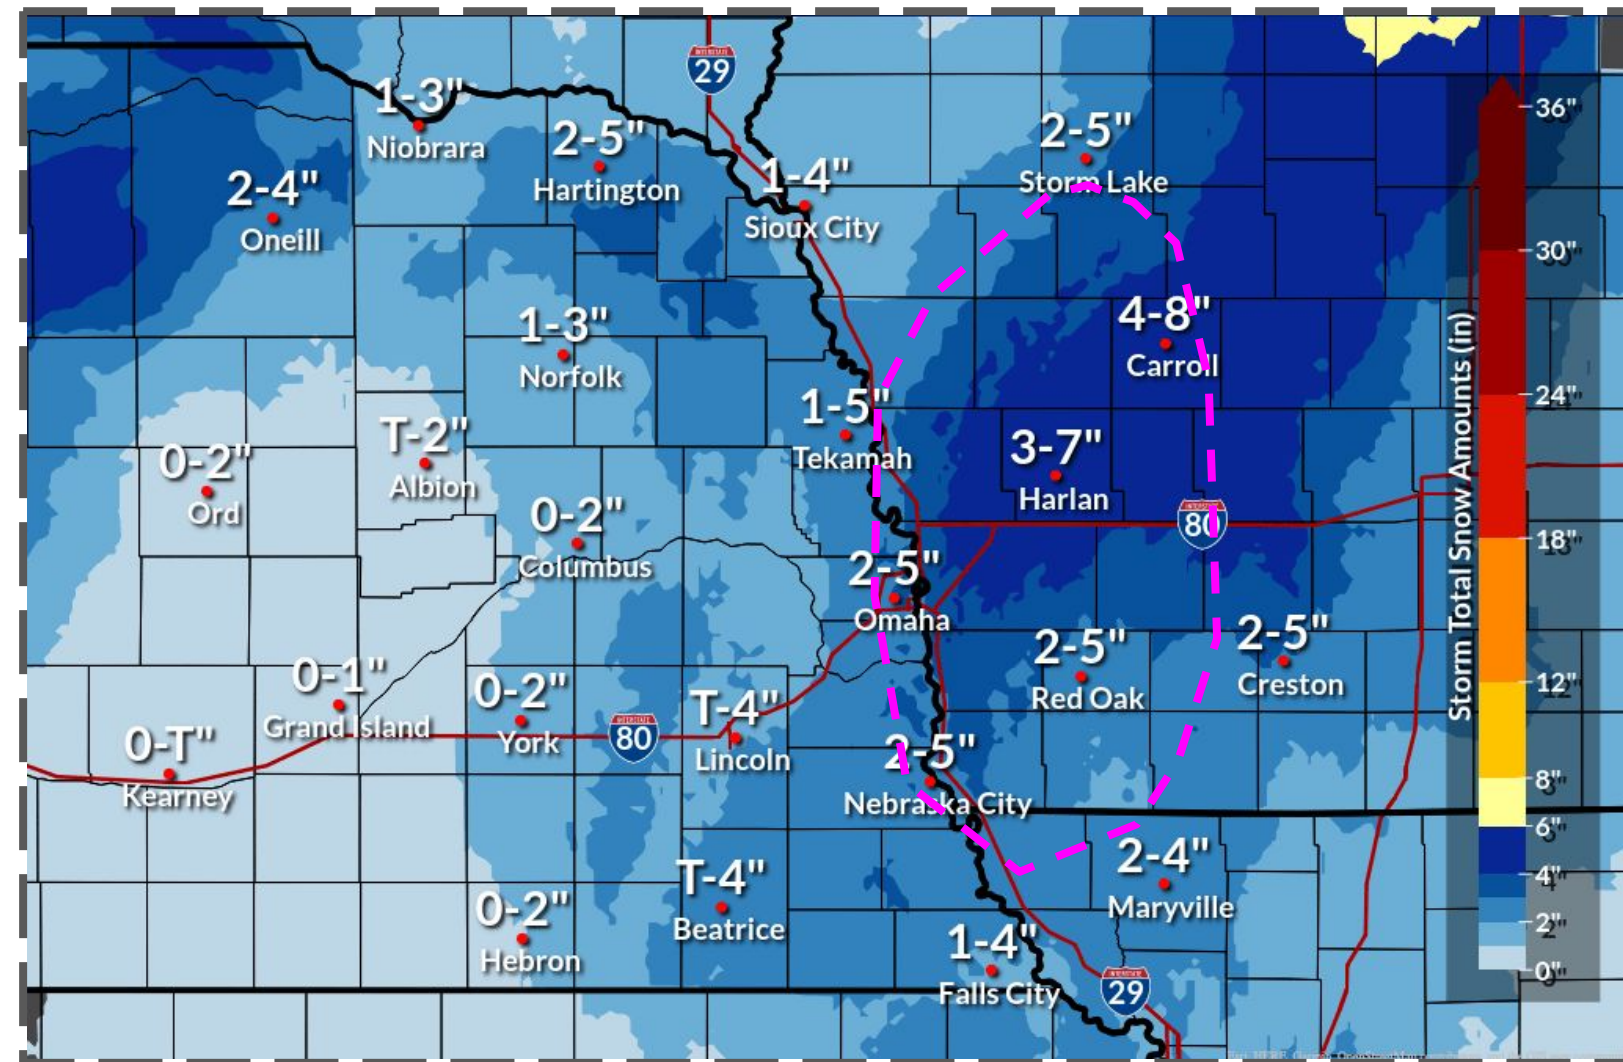 INTERSTATE
29
1-3"
Niobrara
2-5"
Hartington
2-5"
Storm Lake
2-4"
Oneill
1-4"
Sioux City
1-3"
Norfolk
4-8"
Carroll
1-5"
Tekamah
T-2"
Albion
0-2"
Ord
3-7"
Harlan
0-2"
Columbus
INTERSTATE
80
2-5"
Omaha
2-5"
Red Oak
2-5"
Creston
0-1"
Grand Island
0-2"
York
INTERSTATE
80
T-4"
Lincoln
0-T"
Kearney
2-5"
Nebraska City
T-4"
Beatrice
2-4"
Maryville
0-2"
Hebron
1-4"
Falls City
INTERSTATE
29
Storm Total Snow Amounts (in)
36"
30"
24"
18"
12"
8"
6"
4"
2"
0"